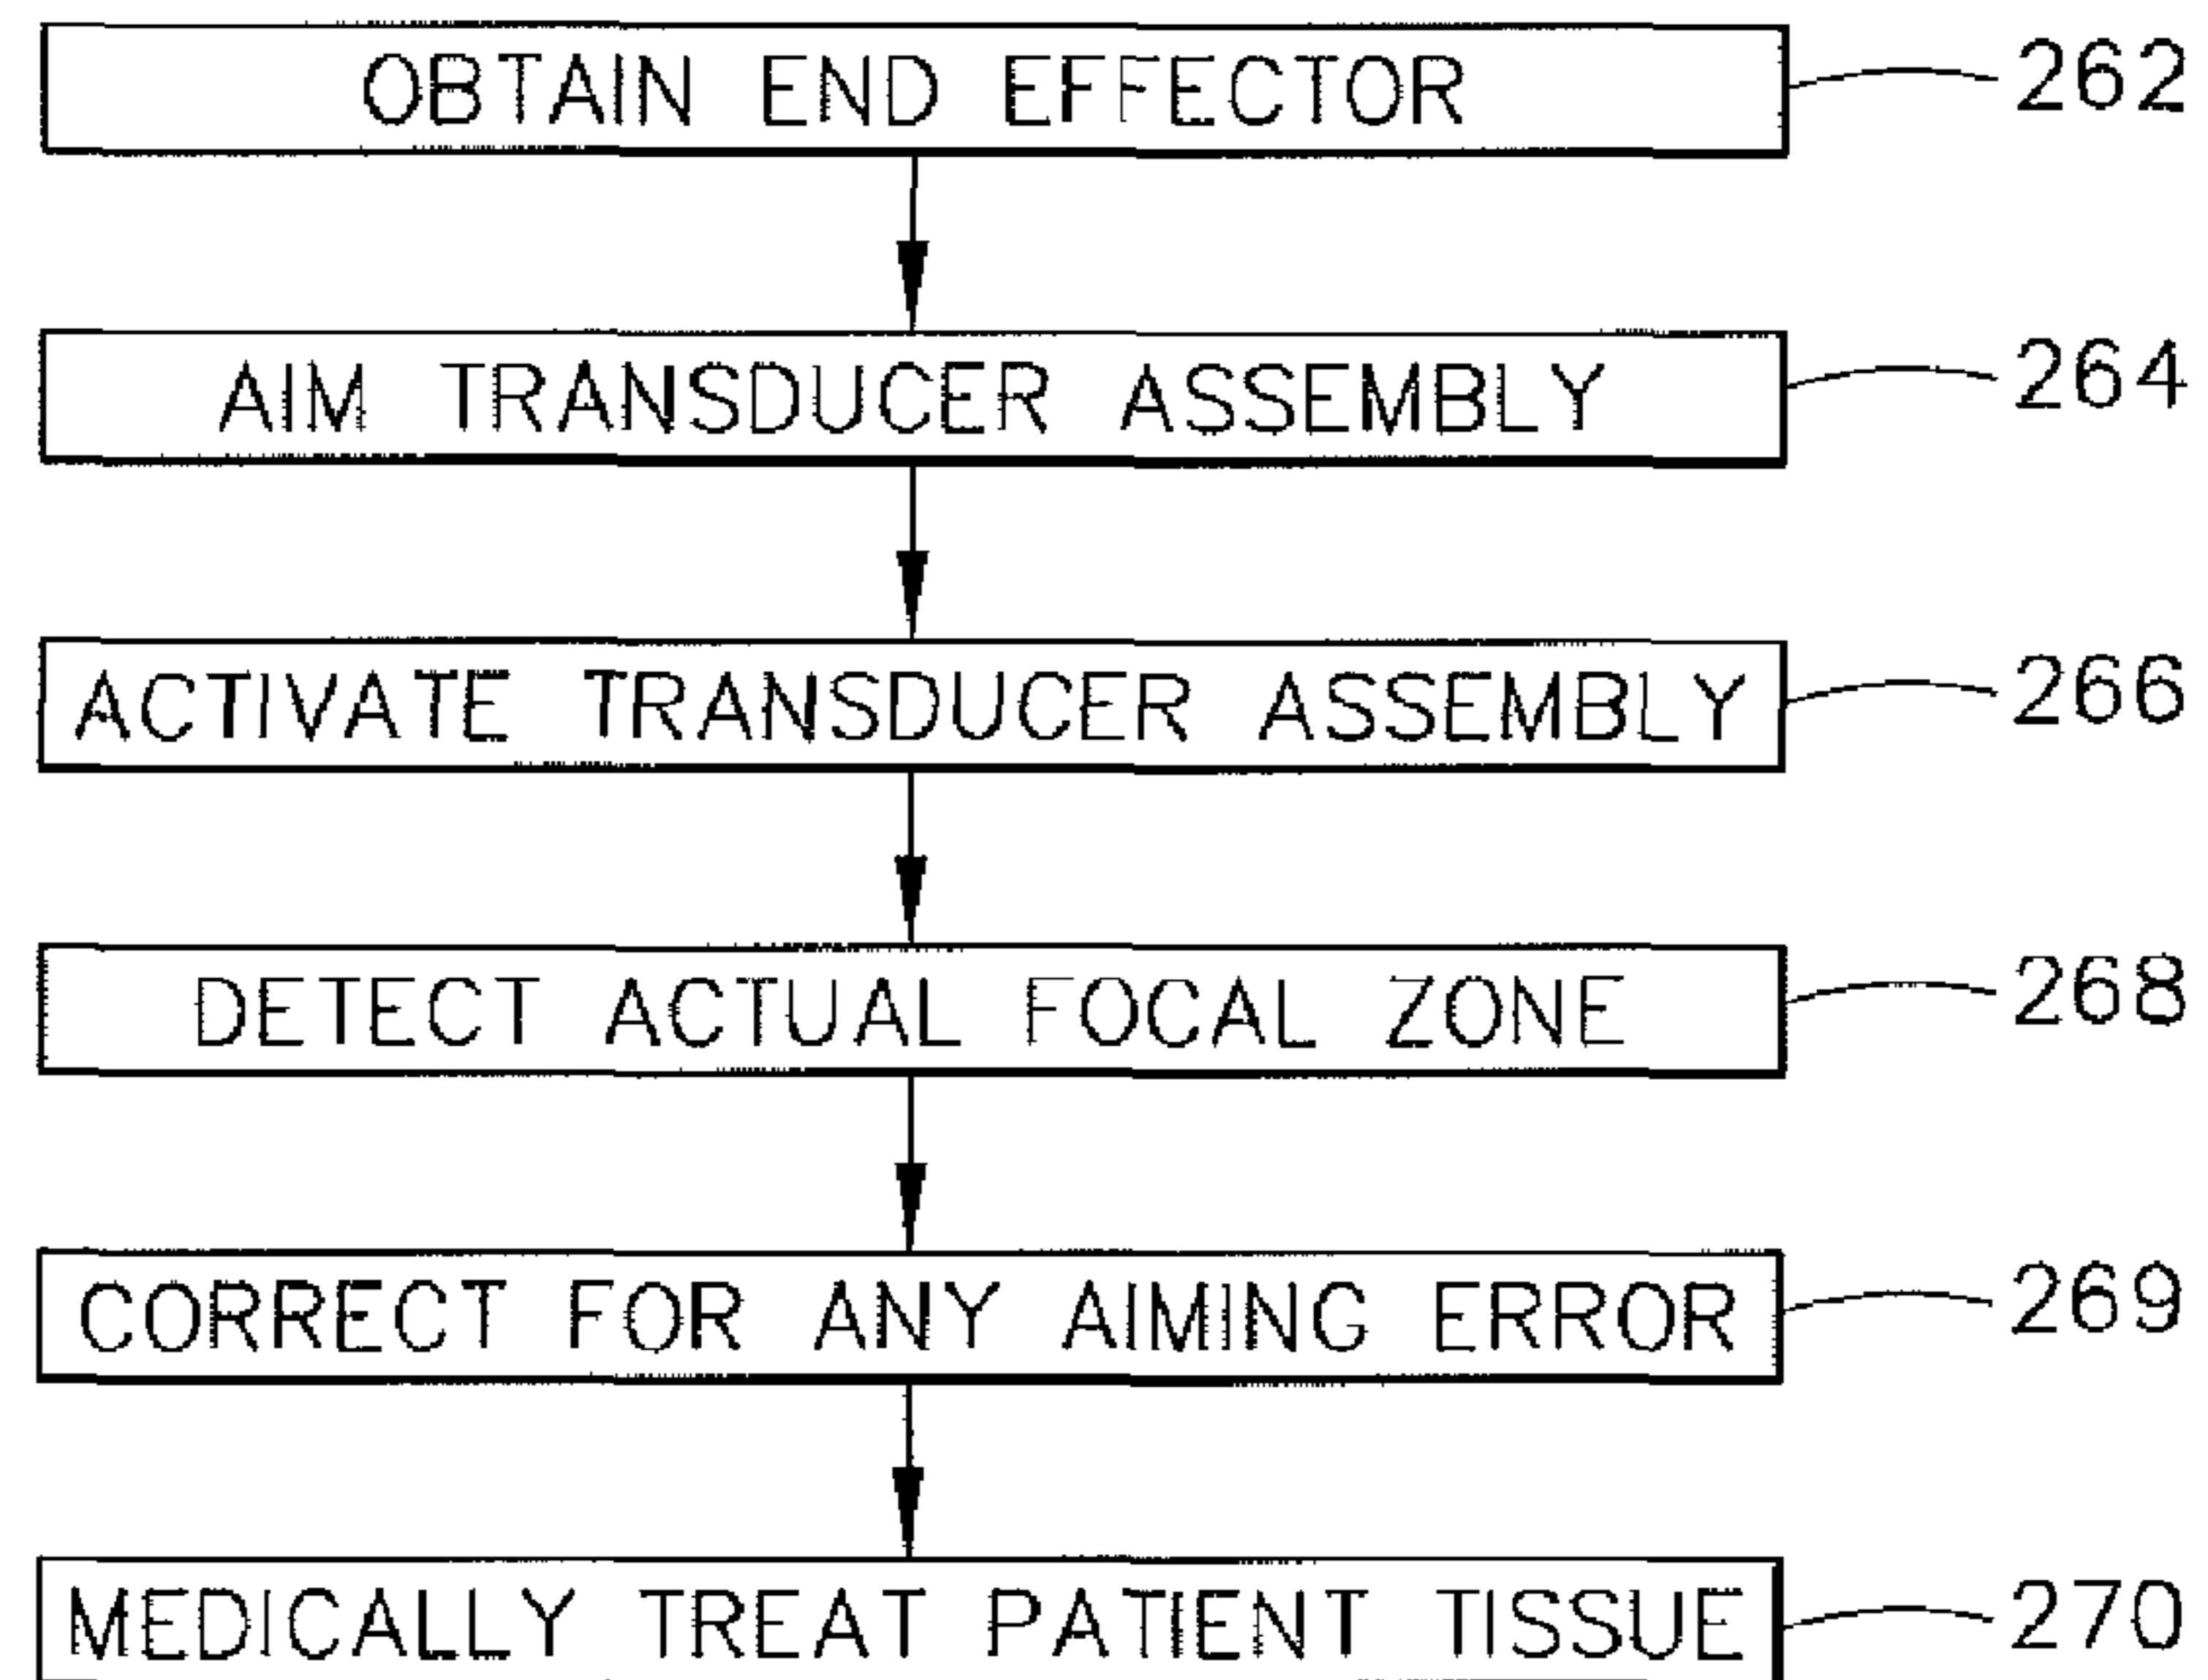 OBTAIN END EFFECTOR 262
AIM TRANSDUCER ASSEMBLY 264
ACTIVATE TRANSDUCER ASSEMBLY 266
DETECT ACTUAL FOCAL ZONE 268
CORRECT FOR ANY AIMING ERROR 269
MEDICALLY TREAT PATIENT TISSUE 270